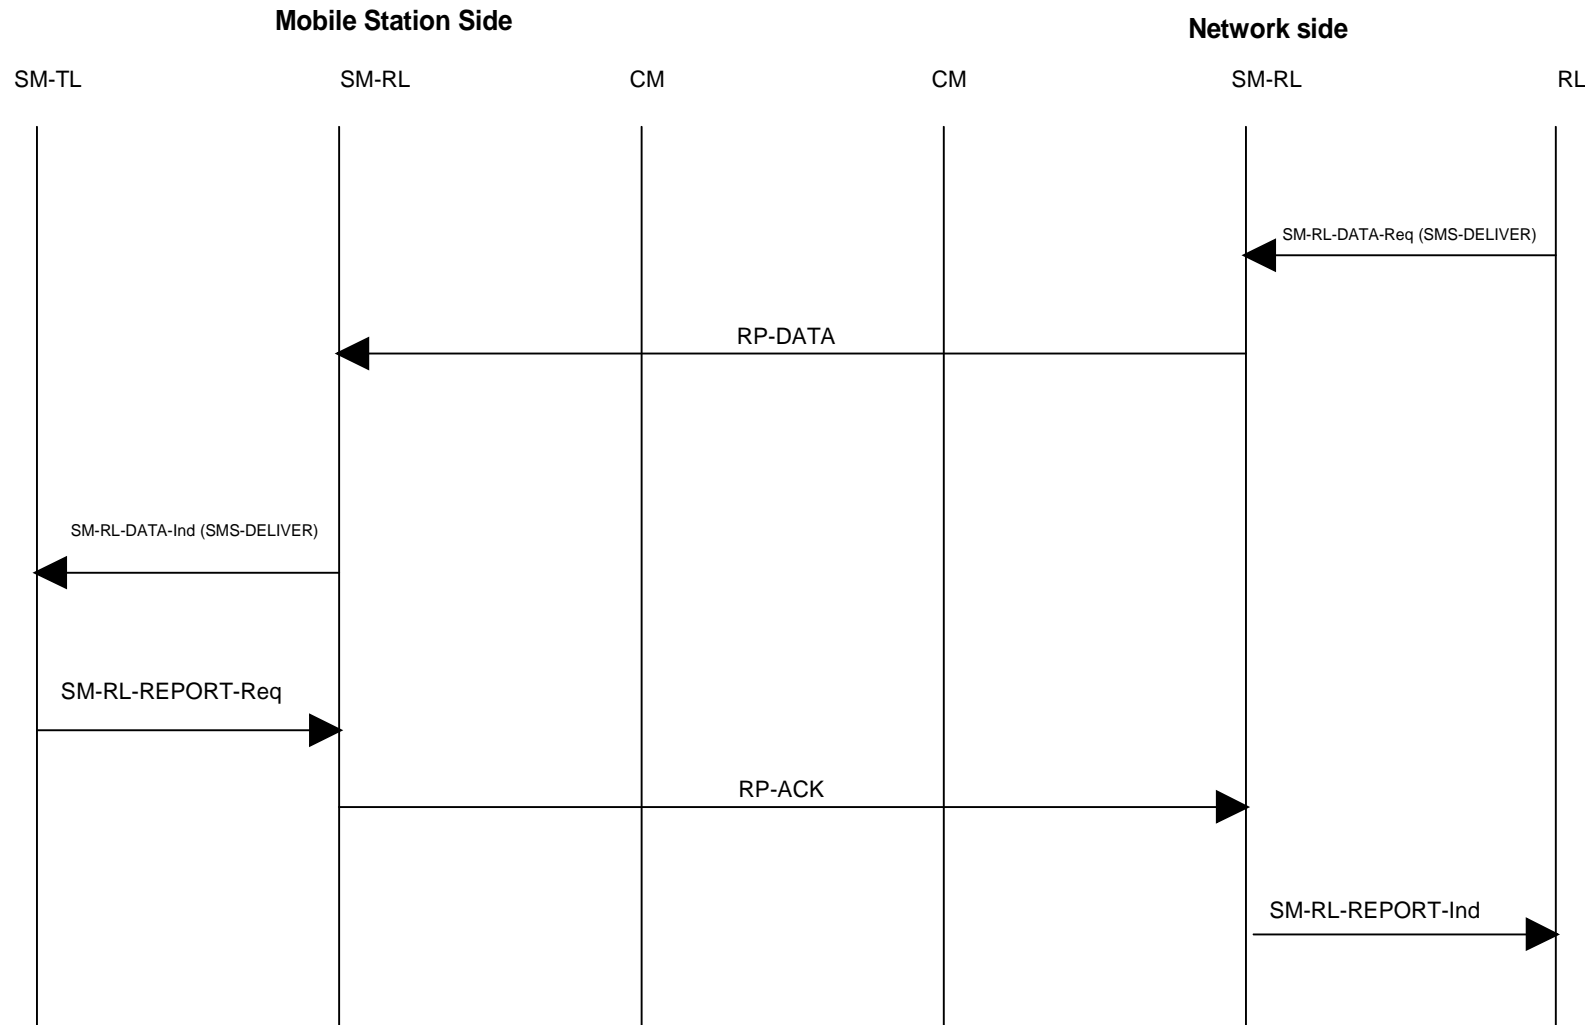 Mobile Station Side
Network side
SM-TL
SM-RL
CM
CM
SM-RL
RL
SM-RL-DATA-Req (SMS-DELIVER)
RP-DATA
SM-RL-DATA-Ind (SMS-DELIVER)
SM-RL-REPORT-Req
RP-ACK
SM-RL-REPORT-Ind